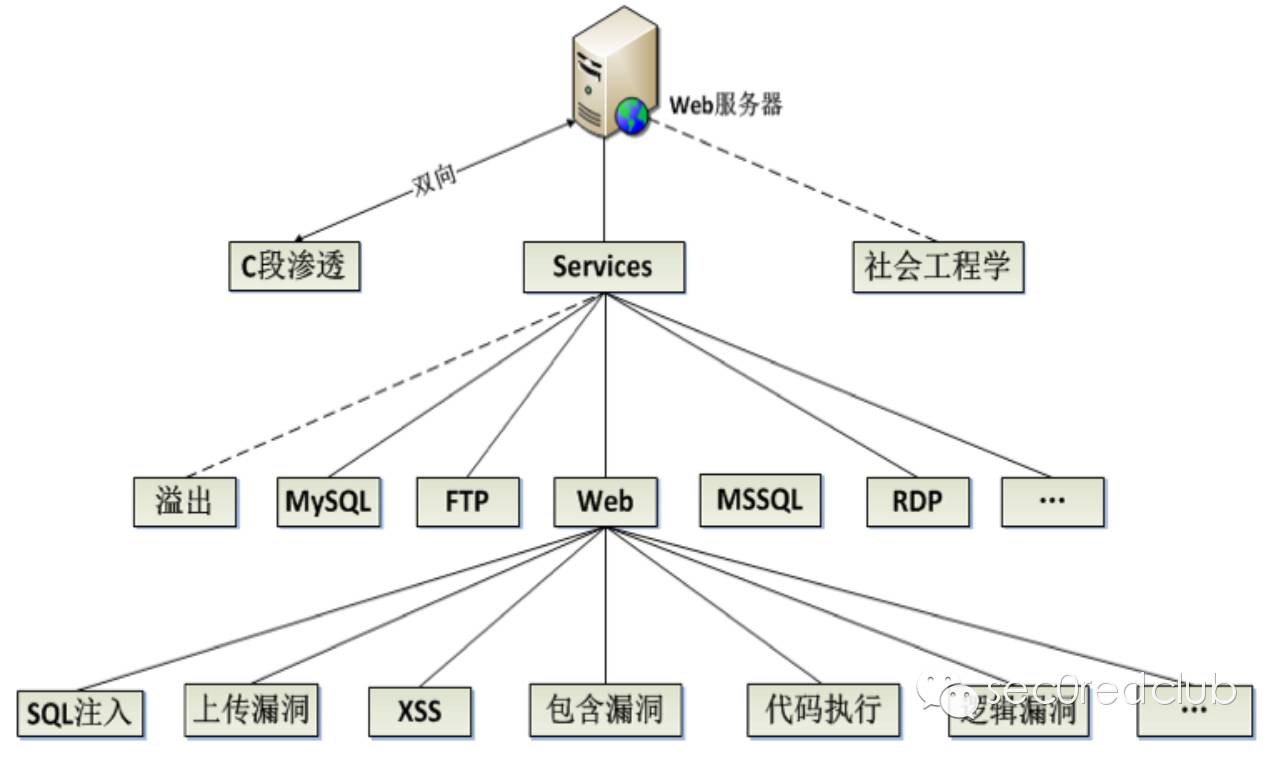 Web服务器
双向
C段渗透
Services
社会工程学
溢出
MySQL
FTP
Web
MSSQL
RDP
...
SQL注入
上传漏洞
XSS
包含漏洞
代码执行
逻辑漏洞
...
sec0redclub